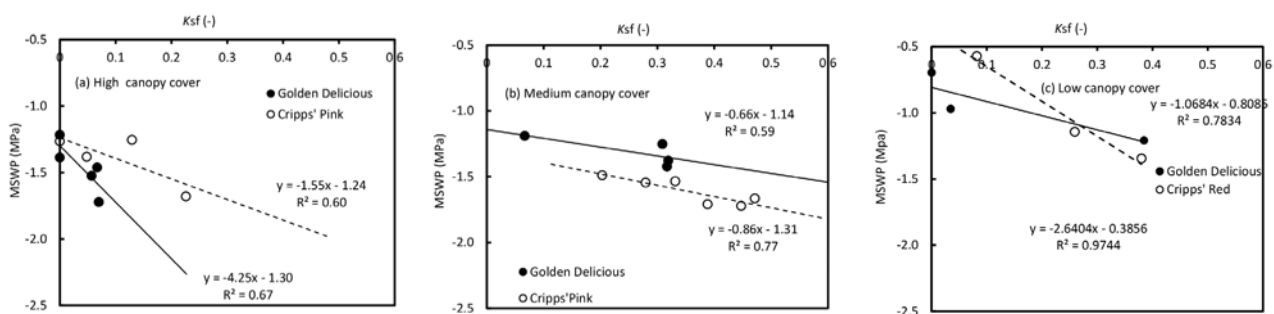 Ksf (-)
-0.5
0
0.1
0.2
0.3
0.4
0.5
0.6
(a) High canopy cover
Golden Delicious
Cripps' Pink
-1.0
-1.5
-2.0
-2.5
MSWP (MPa)
y = -1.55x - 1.24
R² = 0.60
y = -4.25x - 1.30
R² = 0.67
Ksf (-)
-0.5
0
0.1
0.2
0.3
0.4
0.5
0.6
(b) Medium canopy cover
-1.0
-1.5
-2.0
-2.5
MSWP (MPa)
y = -0.66x - 1.14
R² = 0.59
y = -0.86x - 1.31
R² = 0.77
Golden Delicious
Cripps'Pink
Ksf (-)
-0.5
0
0.1
0.2
0.3
0.4
0.5
0.6
(c) Low canopy cover
-1.0
-1.5
-2.0
-2.5
MSWP (Mpa)
y = -1.0684x - 0.8085
R² = 0.7834
Golden Delicious
Cripps' Red
y = -2.6404x - 0.3856
R² = 0.9744